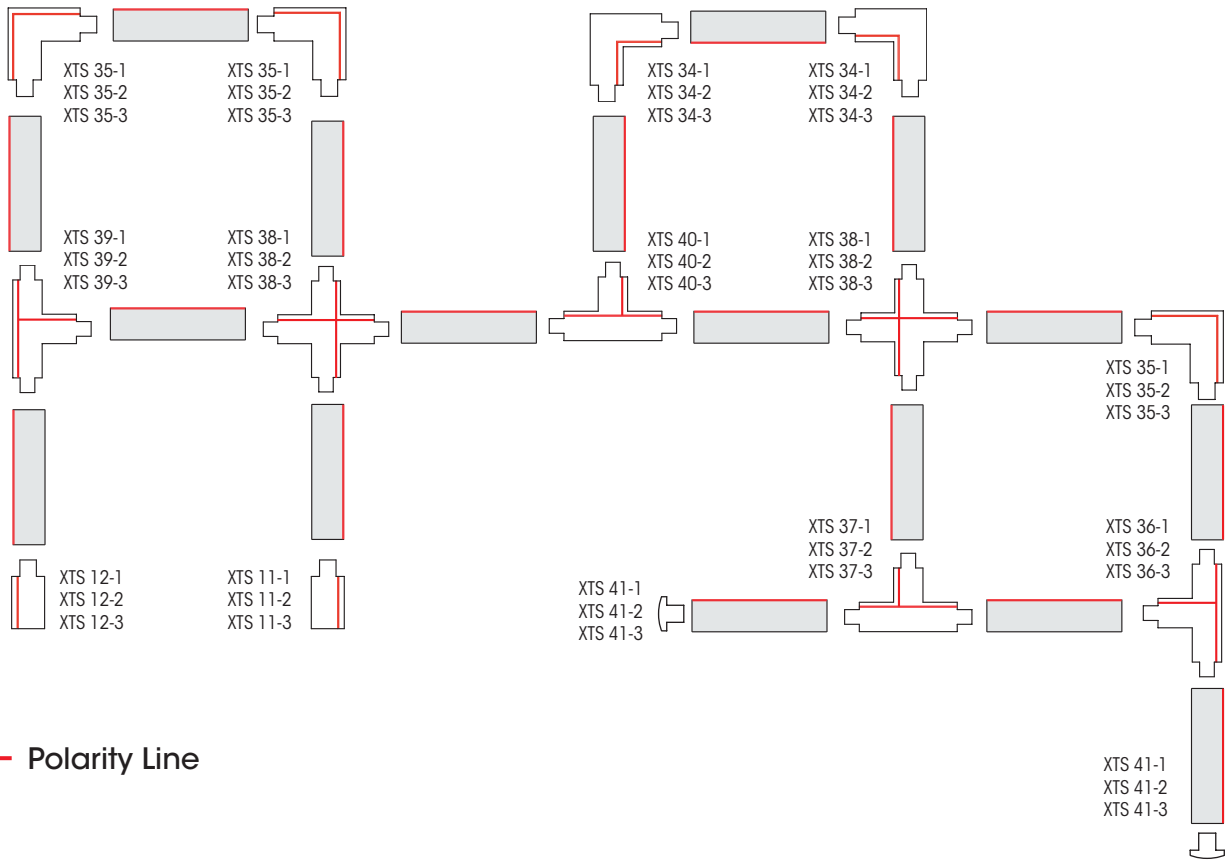 XTS 35-1
XTS 35-2
XTS 35-3
XTS 35-1
XTS 35-2
XTS 35-3
XTS 34-1
XTS 34-2
XTS 34-3
XTS 34-1
XTS 34-2
XTS 34-3
XTS 39-1
XTS 39-2
XTS 39-3
XTS 38-1
XTS 38-2
XTS 38-3
XTS 40-1
XTS 40-2
XTS 40-3
XTS 38-1
XTS 38-2
XTS 38-3
XTS 35-1
XTS 35-2
XTS 35-3
XTS 12-1
XTS 12-2
XTS 12-3
XTS 11-1
XTS 11-2
XTS 11-3
XTS 41-1
XTS 41-2
XTS 41-3
XTS 37-1
XTS 37-2
XTS 37-3
XTS 36-1
XTS 36-2
XTS 36-3
Polarity Line
XTS 41-1
XTS 41-2
XTS 41-3